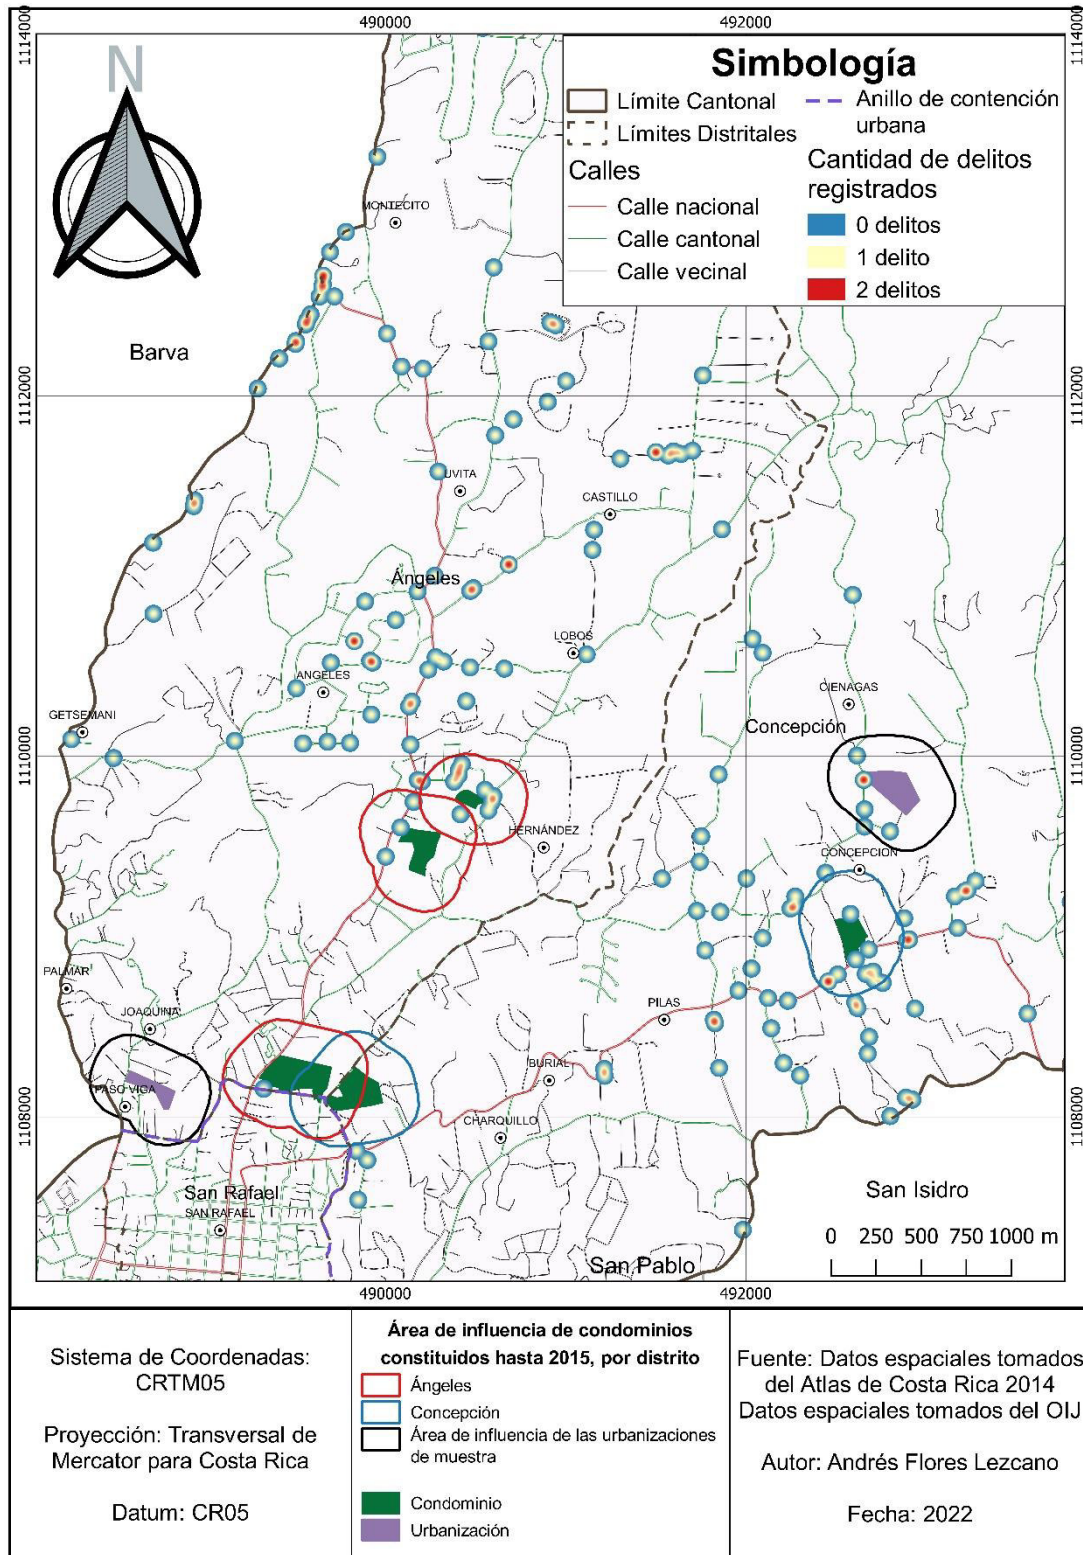 490000
492000
1114000
1114000
N
Simbología
Límite Cantonal
Límites Distritales
Calles
Calle nacional
Calle cantonal
Calle vecinal
Anillo de contención
urbana
Cantidad de delitos
registrados
0 delitos
1 delito
2 delitos
MONTECITO
Barva
1112000
1112000
UVITA
CASTILLO
Ángeles
LOBOS
ANGELES
CIENAGAS
GETSEMANI
Concepción
1110000
1110000
HERNÁNDEZ
CONCEPCION
PALMAR
JOAQUINA
PILAS
PASO VIGA
BURIAL
1108000
1108000
CHARQUILLO
San Rafael
SAN RAFAEL
San Isidro
San Pablo
0 250 500 750 1000 m
490000
492000
Sistema de Coordenadas:
CRTM05
Proyección: Transversal de
Mercator para Costa Rica
Datum: CR05
Área de influencia de condominios
constituidos hasta 2015, por distrito
Ángeles
Concepción
Área de influencia de las urbanizaciones
de muestra
Condominio
Urbanización
Fuente: Datos espaciales tomados
del Atlas de Costa Rica 2014
Datos espaciales tomados del OIJ
Autor: Andrés Flores Lezcano
Fecha: 2022